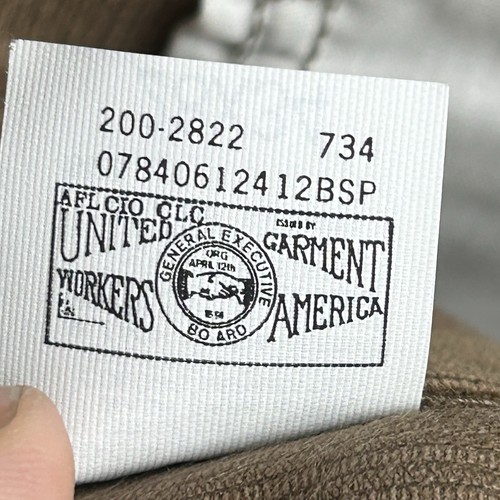 200-2822 734
07840612412BSP
AFL CIO CLC
ISSUED BY
UNITED GARMENT
WORKERS AMERICA
GENERAL EXECUTIVE
BOARD
ORG
APRIL 12th